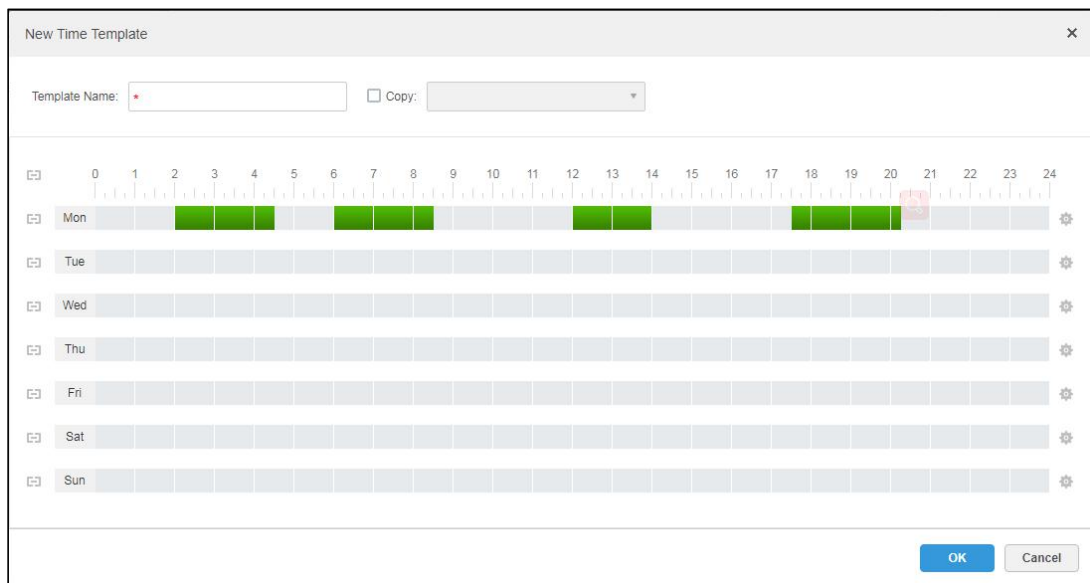 New Time Template
Template Name: * Copy:
0 1 2 3 4 5 6 7 8 9 10 11 12 13 14 15 16 17 18 19 20 21 22 23 24
Mon
Tue
Wed
Thu
Fri
Sat
Sun
OK Cancel